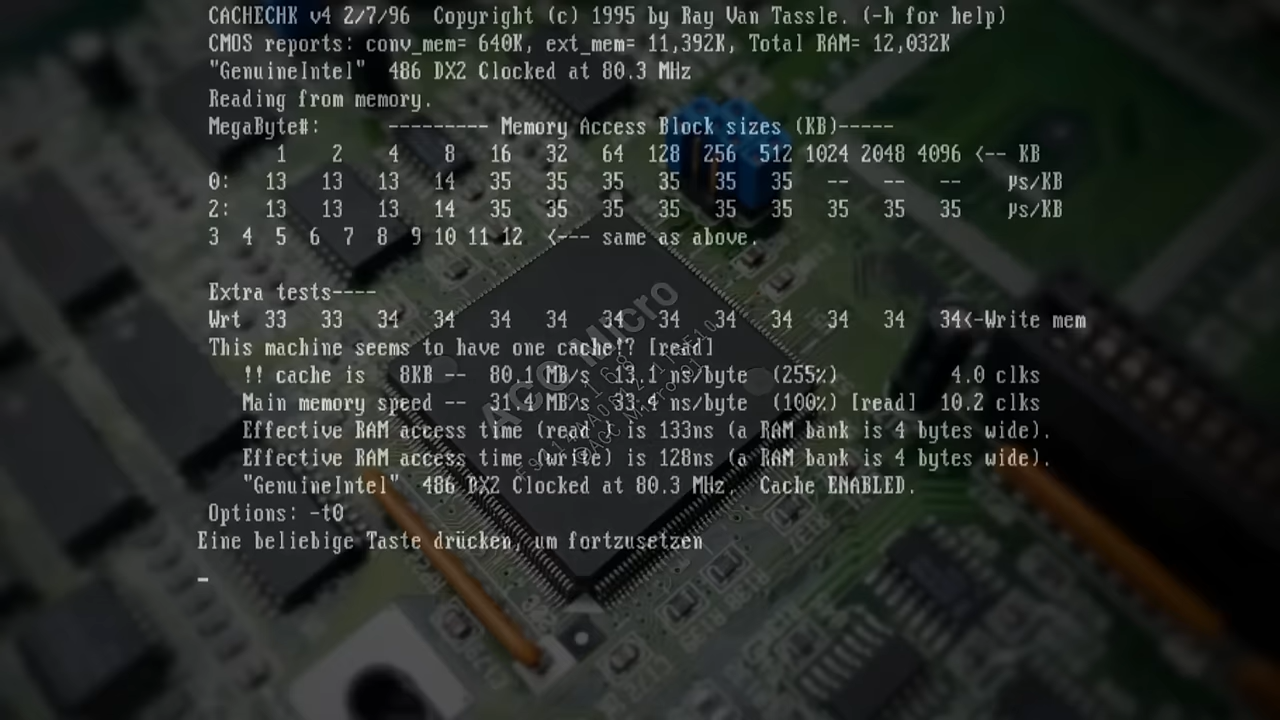 CACHECHK v4 2/7/96  Copyright (c) 1995 by Ray Van Tassle. (-h for help)
CMOS reports: conv_mem= 640K, ext_mem= 11,392K, Total RAM= 12,032K
"GenuineIntel"  486 DX2 Clocked at 80.3 MHz
Reading from memory.
MegaByte#:      --------- Memory Access Block sizes (KB)-----
1    2    4    8   16   32   64  128  256  512 1024 2048 4096 <-- KB
0:   13   13   13   14   35   35   35   35   35   35   --   --   --    µs/KB
2:   13   13   13   14   35   35   35   35   35   35   35   35   35    µs/KB
3  4  5  6  7  8  9 10 11 12  <--- same as above.
Extra tests----
Wrt  33   33   34   34   34   34   34   34   34   34   34   34   34<-Write mem
This machine seems to have one cache!? [read]
!! cache is   8KB --  80.1 MB/s  13.1 ns/byte  (255%)          4.0 clks
Main memory speed --  31.4 MB/s  33.4 ns/byte  (100%) [read]  10.2 clks
Effective RAM access time (read ) is 133ns (a RAM bank is 4 bytes wide).
Effective RAM access time (write) is 128ns (a RAM bank is 4 bytes wide).
"GenuineIntel"  486 DX2 Clocked at 80.3 MHz.  Cache ENABLED.
Options: -t0
Eine beliebige Taste drücken, um fortzusetzen
_
Acer Micro